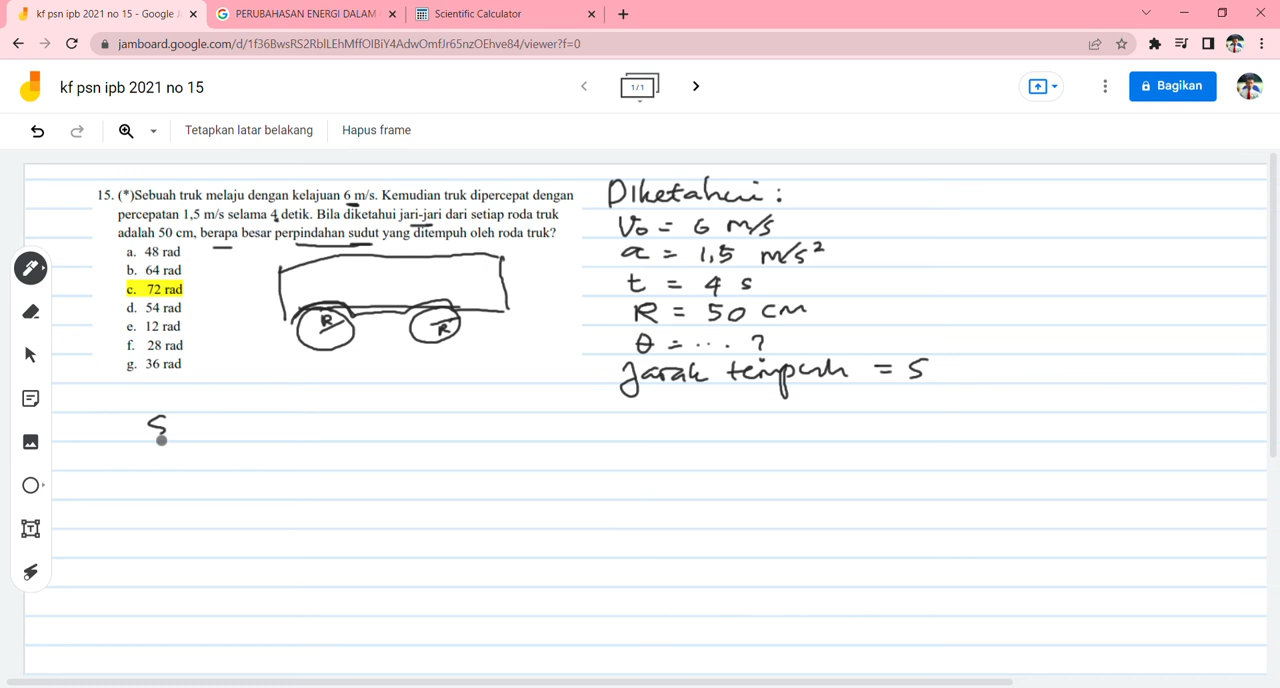 kf psn ipb 2021 no 15 - Google J
PERUBAHASAN ENERGI DALAM
Scientific Calculator
jamboard.google.com/d/1f36BwsRS2RblLEhMffOIBiY4AdwOmfJr65nzOEhve84/viewer?f=0
kf psn ipb 2021 no 15
1/1
Bagikan
Tetapkan latar belakang
Hapus frame
15. (*)Sebuah truk melaju dengan kelajuan 6 m/s. Kemudian truk dipercepat dengan
percepatan 1,5 m/s selama 4 detik. Bila diketahui jari-jari dari setiap roda truk
adalah 50 cm, berapa besar perpindahan sudut yang ditempuh oleh roda truk?
a. 48 rad
b. 64 rad
c. 72 rad
d. 54 rad
e. 12 rad
f. 28 rad
g. 36 rad
R
R
Diketahui :
Vo = 6 m/s
a = 1,5 m/s²
t = 4 s
R = 50 cm
θ = ... ?
Jarak tempuh = S
S